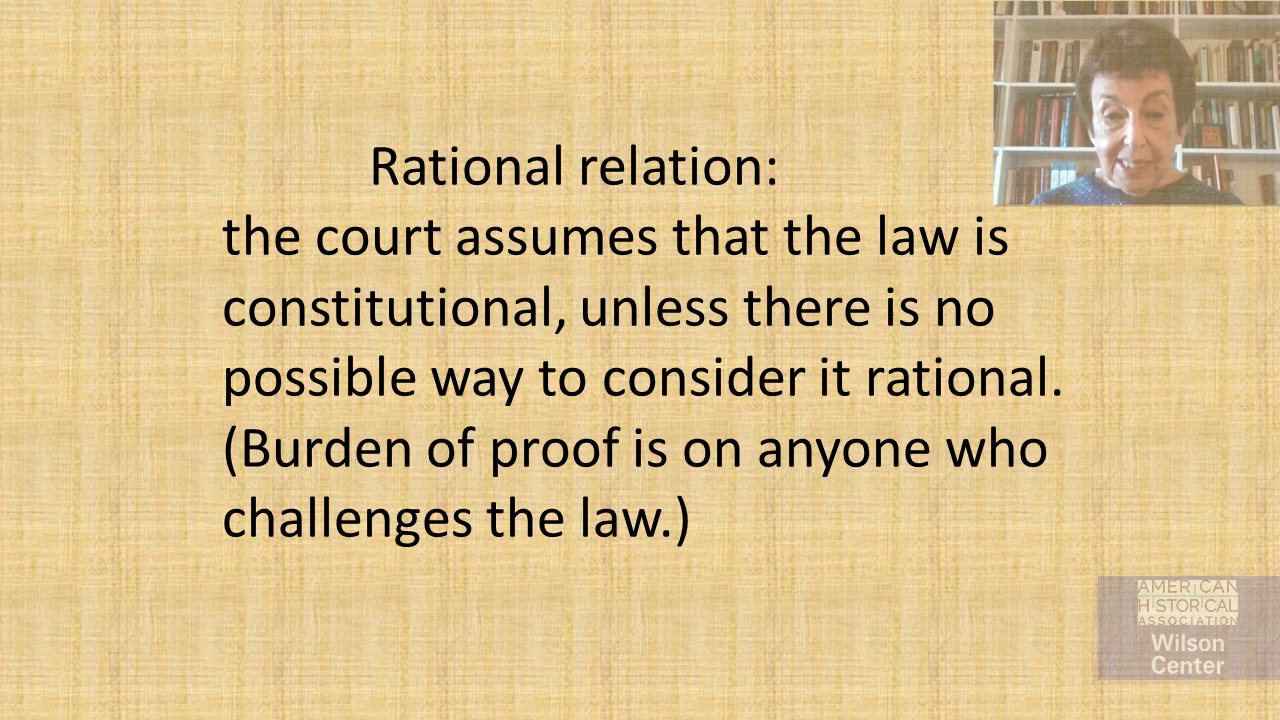 Rational relation:
the court assumes that the law is
constitutional, unless there is no
possible way to consider it rational.
(Burden of proof is on anyone who
challenges the law.)
AMERICAN
HISTORICAL
ASSOCIATION
Wilson
Center